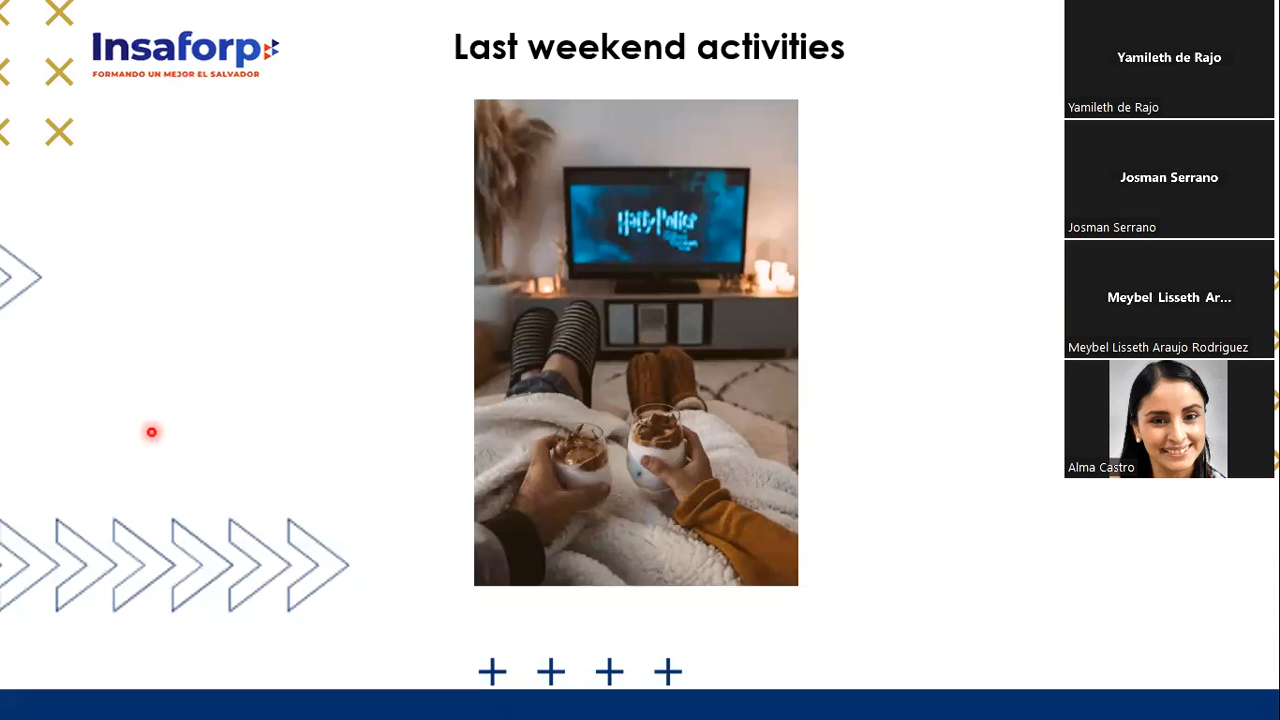 Insaforp
FORMANDO UN MEJOR EL SALVADOR
Last weekend activities
Harry Potter
Yamileth de Rajo
Yamileth de Rajo
Josman Serrano
Josman Serrano
Meybel Lisseth Ar...
Meybel Lisseth Araujo Rodriguez
Alma Castro